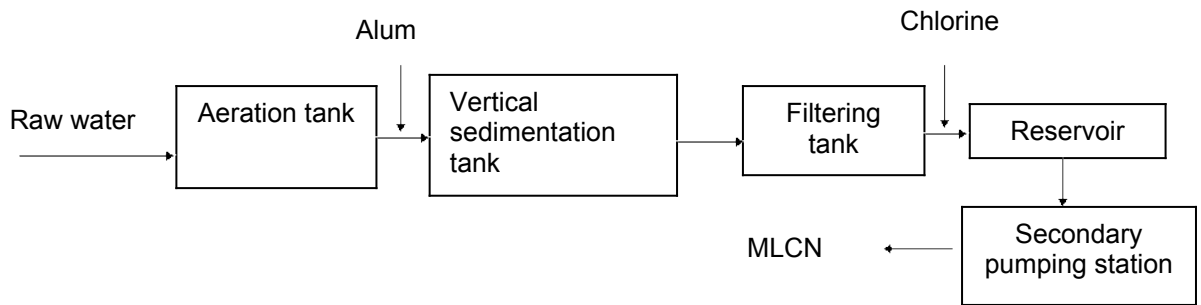 Raw water
Aeration tank
Alum
Vertical
sedimentation
tank
Filtering
tank
Chlorine
Reservoir
Secondary
pumping station
MLCN